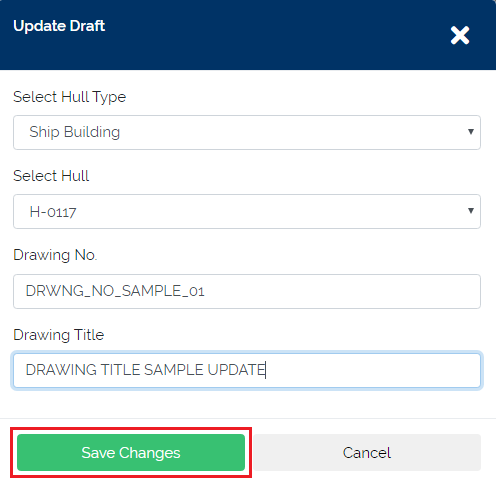 Update Draft
Select Hull Type
Ship Building
Select Hull
H-0117
Drawing No.
DRWNG_NO_SAMPLE_01
Drawing Title
DRAWING TITLE SAMPLE UPDATE
Save Changes
Cancel